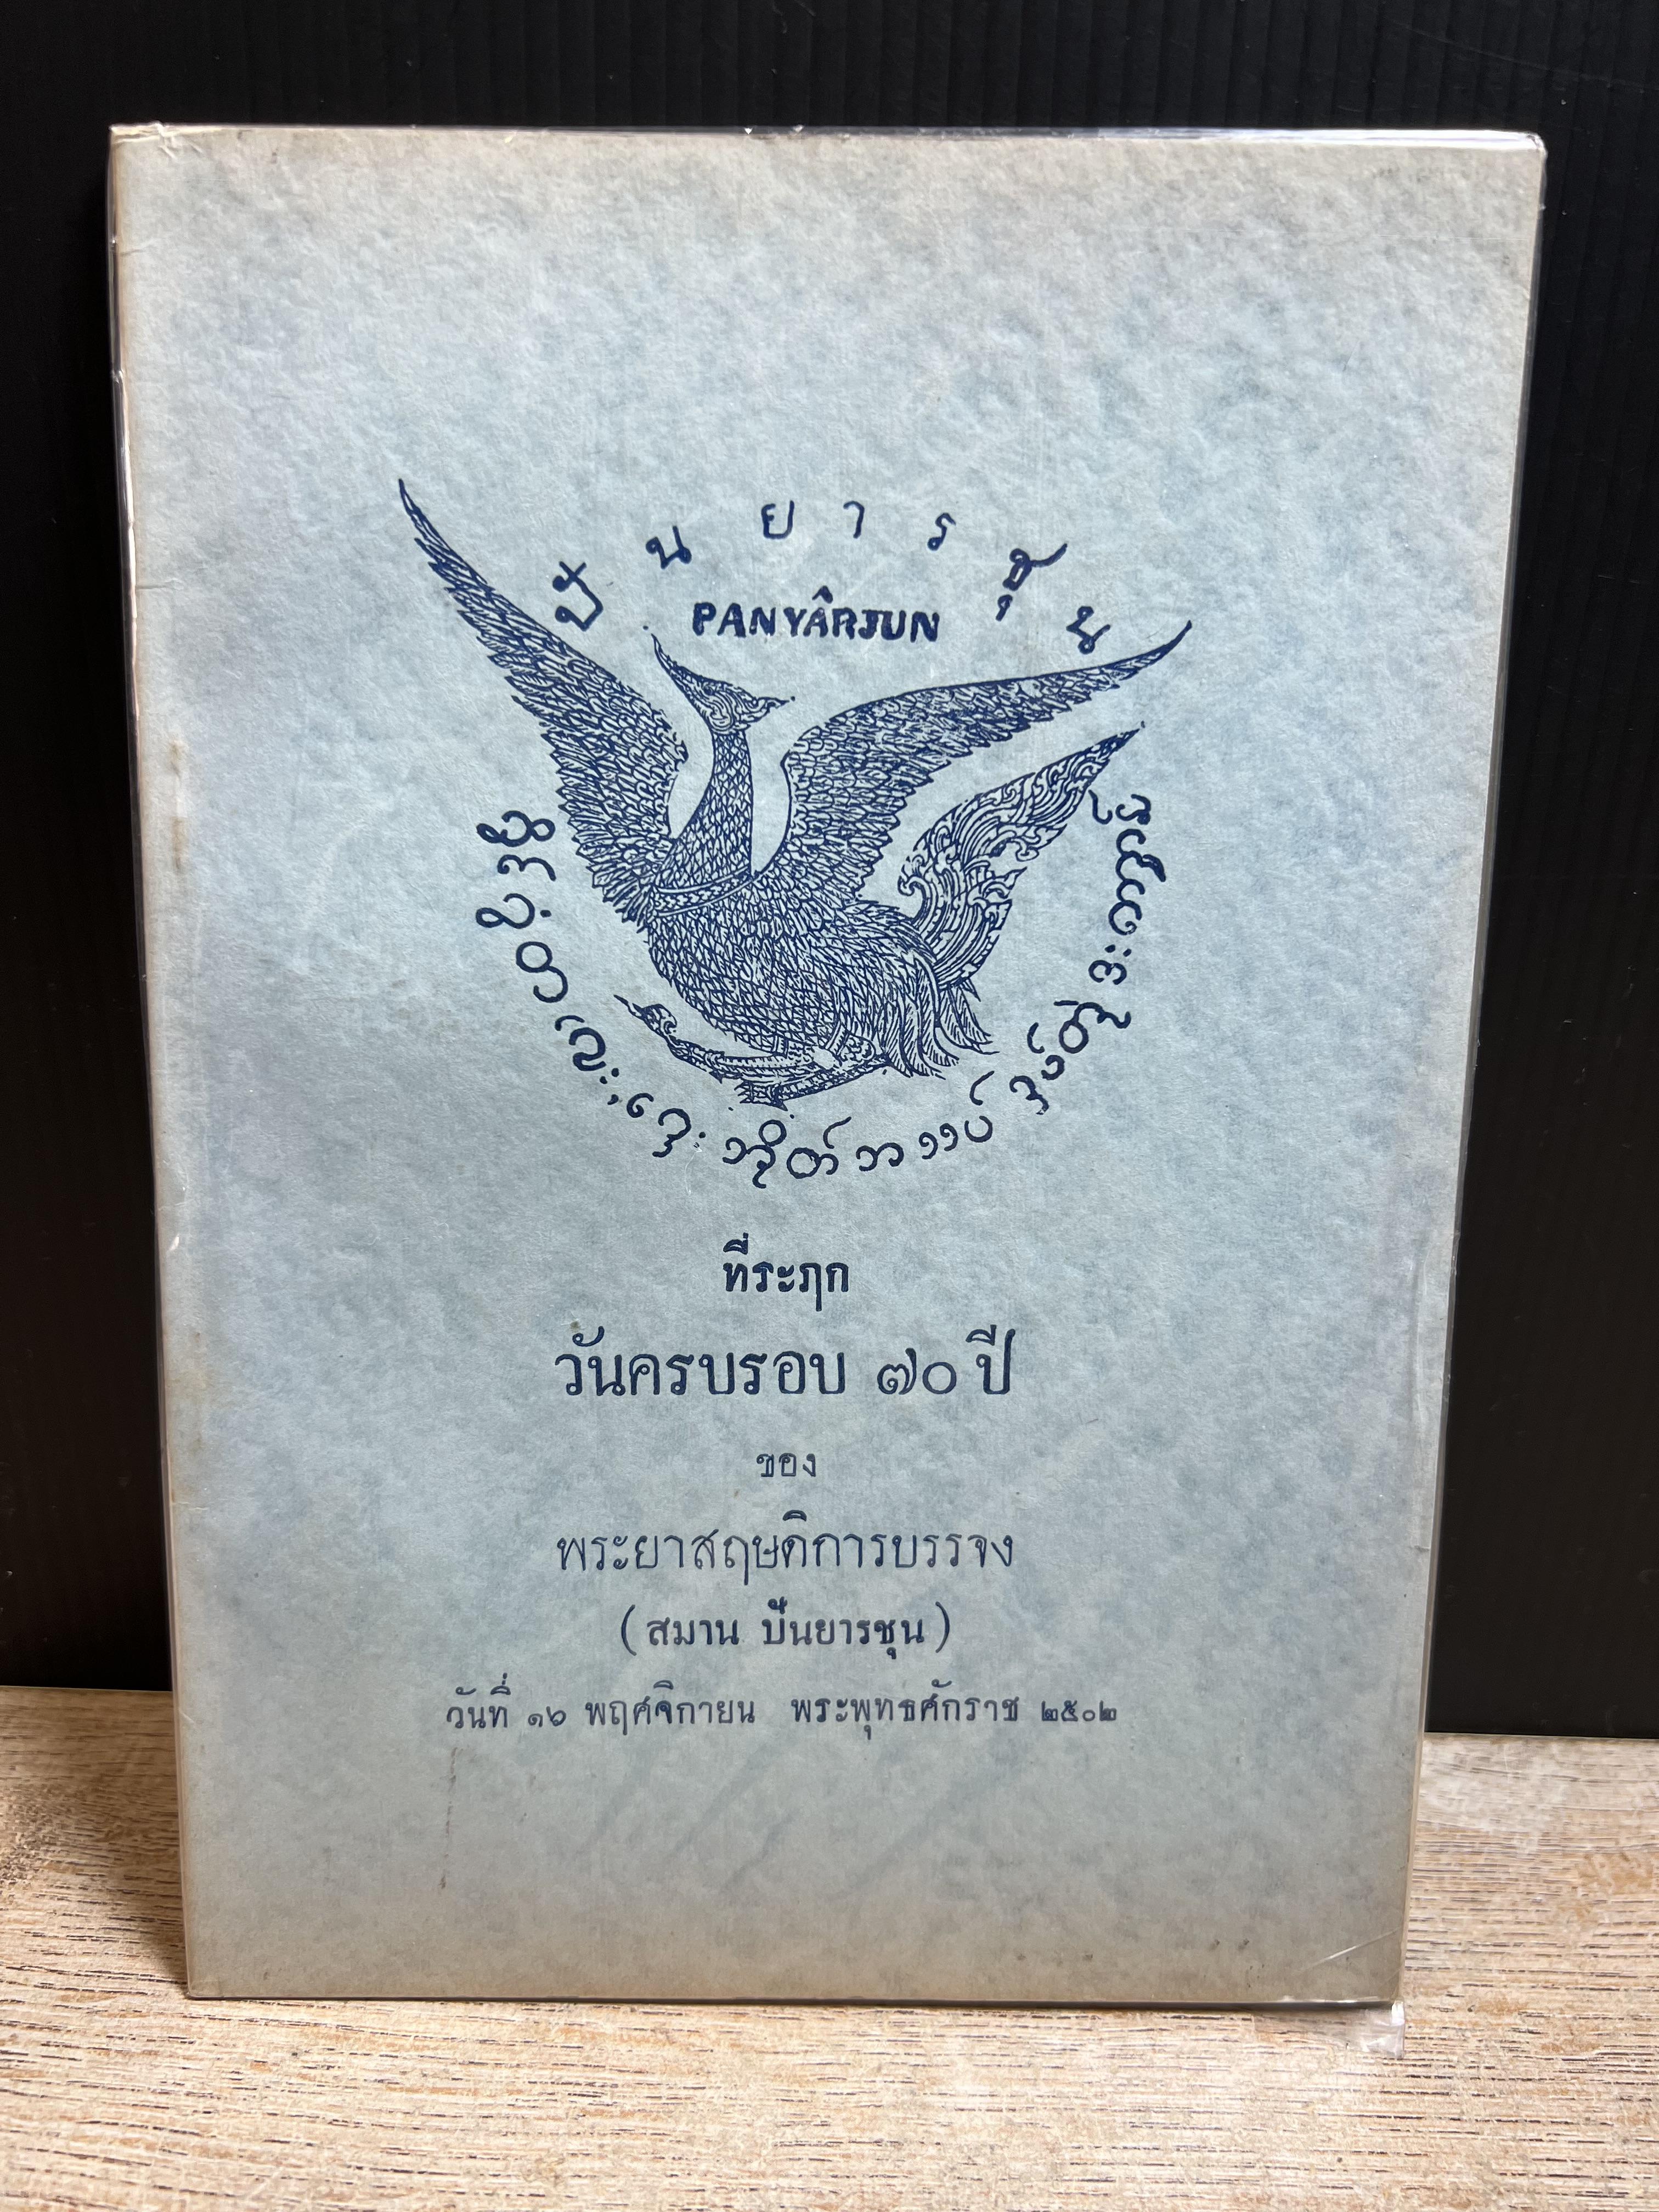 ปันยารชุน
PANYÂRJUN
ที่ระฦก
วันครบรอบ ๗๐ ปี
ของ
พระยาสฤษดิการบรรจง
(สมาน ปันยารชุน)
วันที่ ๑๖ พฤศจิกายน พระพุทธศักราช ๒๕๐๒